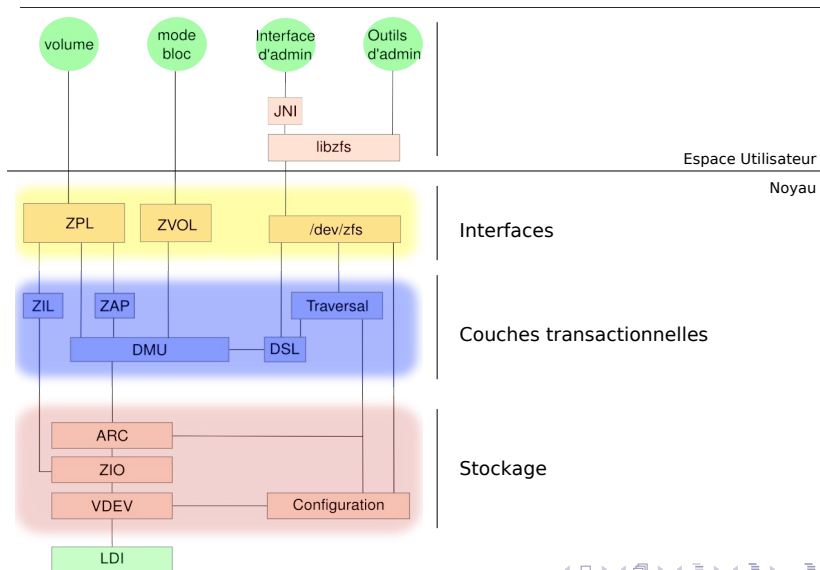 volume
mode
bloc
Interface
d'admin
Outils
d'admin
JNI
libzfs
Espace Utilisateur
Noyau
ZPL
ZVOL
/dev/zfs
Interfaces
ZIL
ZAP
Traversal
DMU
DSL
Couches transactionnelles
ARC
ZIO
VDEV
Configuration
Stockage
LDI